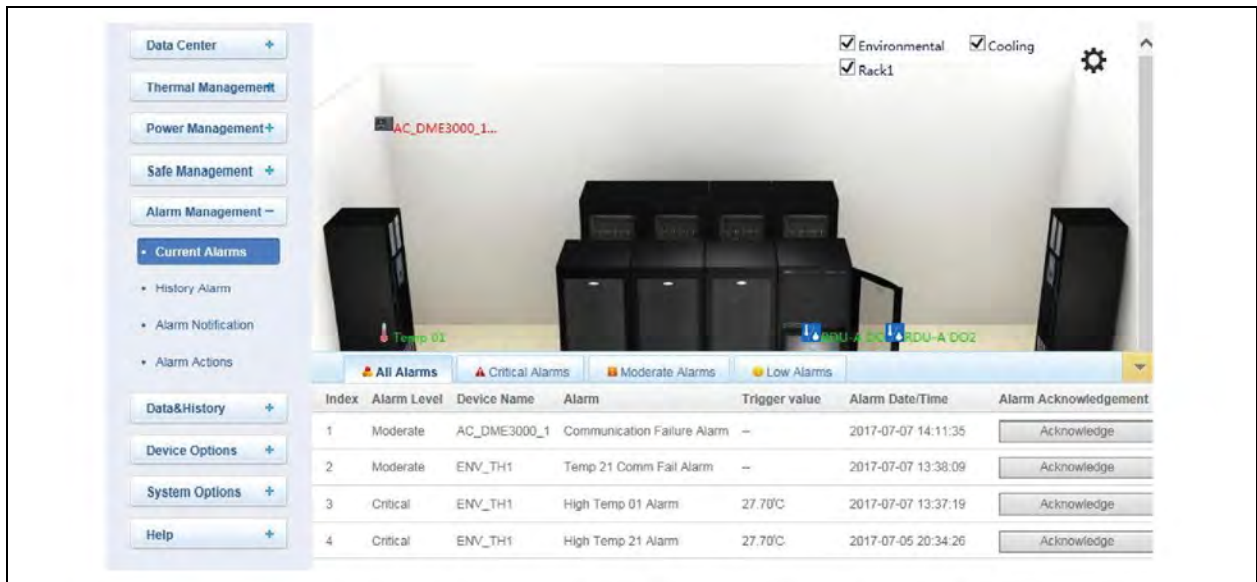 Data Center +
Thermal Management +
Power Management +
Safe Management +
Alarm Management −
• Current Alarms
• History Alarm
• Alarm Notification
• Alarm Actions
Data&History +
Device Options +
System Options +
Help +
Environmental Cooling
Rack1
AC_DME3000_1...
Temp 01
RDU-A DO2
All Alarms Critical Alarms Moderate Alarms Low Alarms
Index Alarm Level Device Name Alarm Trigger value Alarm Date/Time Alarm Acknowledgement
1 Moderate AC_DME3000_1 Communication Failure Alarm -- 2017-07-07 14:11:35 Acknowledge
2 Moderate ENV_TH1 Temp 21 Comm Fail Alarm -- 2017-07-07 13:38:09 Acknowledge
3 Critical ENV_TH1 High Temp 01 Alarm 27.70℃ 2017-07-07 13:37:19 Acknowledge
4 Critical ENV_TH1 High Temp 21 Alarm 27.70℃ 2017-07-05 20:34:26 Acknowledge